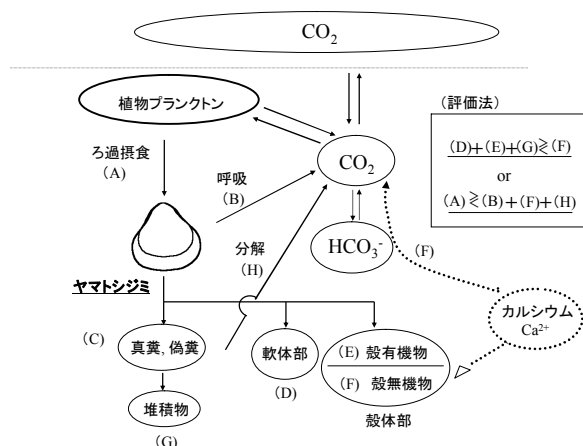 CO2
植物プランクトン
(評価法)
(D)+(E)+(G)≷(F)
or
(A)≷(B)+(F)+(H)
ろ過摂食
(A)
呼吸
(B)
CO2
HCO3-
(F)
分解
(H)
ヤマトシジミ
カルシウム
Ca2+
(C)
真糞, 偽糞
軟体部
(D)
(E) 殻有機物
(F) 殻無機物
殻体部
堆積物
(G)